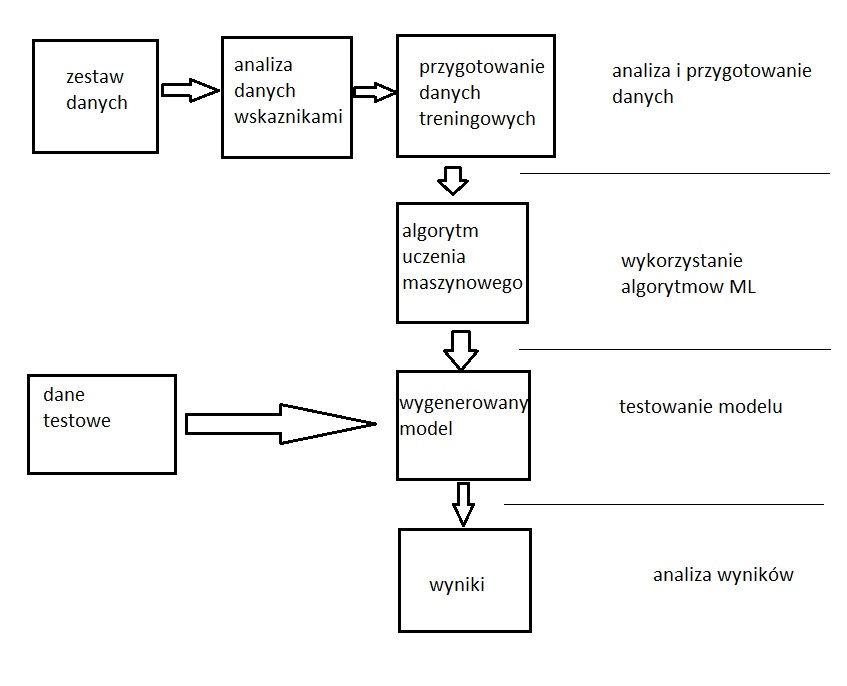 zestaw
danych
analiza
danych
wskaznikami
przygotowanie
danych
treningowych
analiza i przygotowanie
danych
algorytm
uczenia
maszynowego
wykorzystanie
algorytmow ML
dane
testowe
wygenerowany
model
testowanie modelu
wyniki
analiza wyników